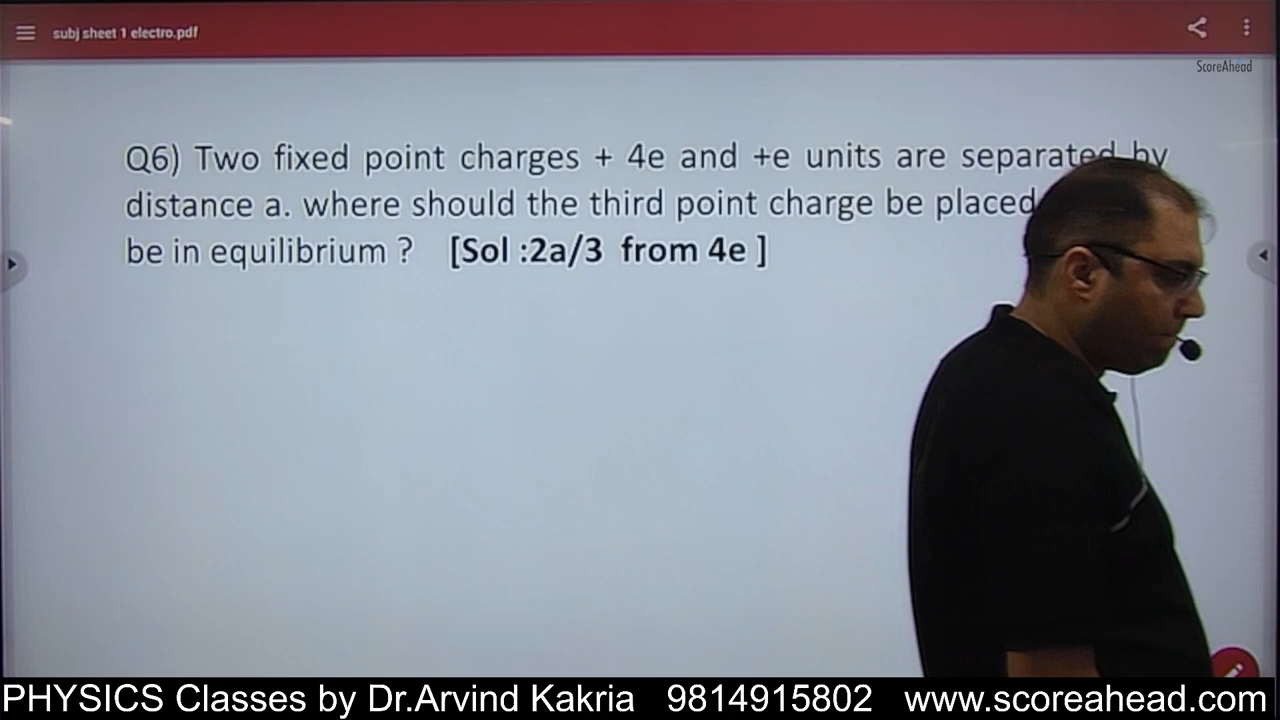 subj sheet 1 electro.pdf
ScoreAhead
Q6) Two fixed point charges + 4e and +e units are separated by
distance a. where should the third point charge be placed
be in equilibrium ? [Sol :2a/3 from 4e ]
PHYSICS Classes by Dr.Arvind Kakria 9814915802 www.scoreahead.com